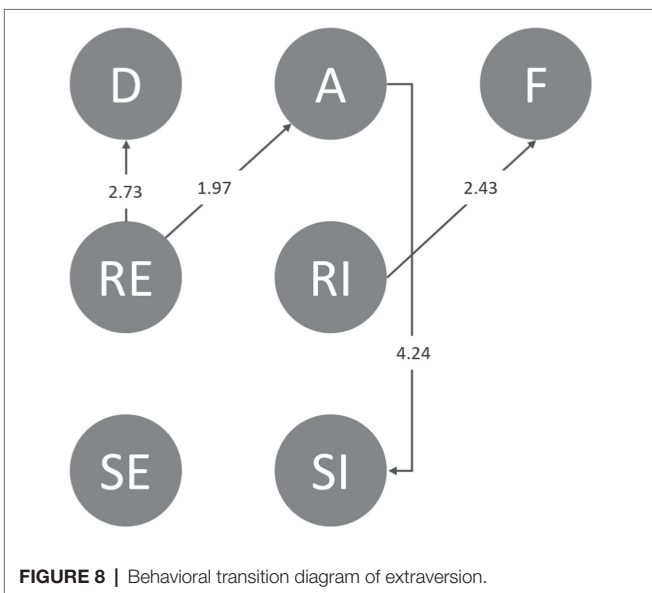 D A F
2.73 1.97 2.43
RE RI
4.24
SE SI
FIGURE 8 | Behavioral transition diagram of extraversion.